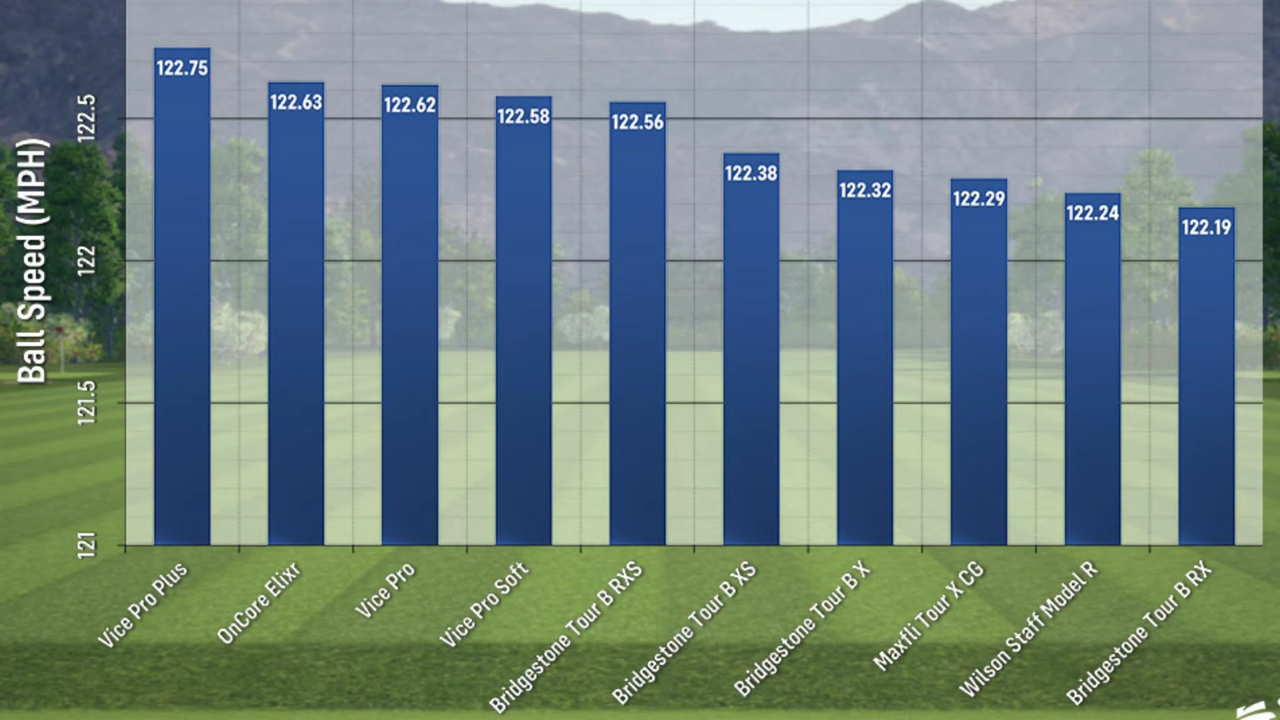 Ball Speed (MPH)
122.5
122
121.5
121
122.75
122.63
122.62
122.58
122.56
122.38
122.32
122.29
122.24
122.19
Vice Pro Plus
OnCore Elixr
Vice Pro
Vice Pro Soft
Bridgestone Tour B RXS
Bridgestone Tour B XS
Bridgestone Tour B X
Maxfli Tour X CG
Wilson Staff Model R
Bridgestone Tour B RX